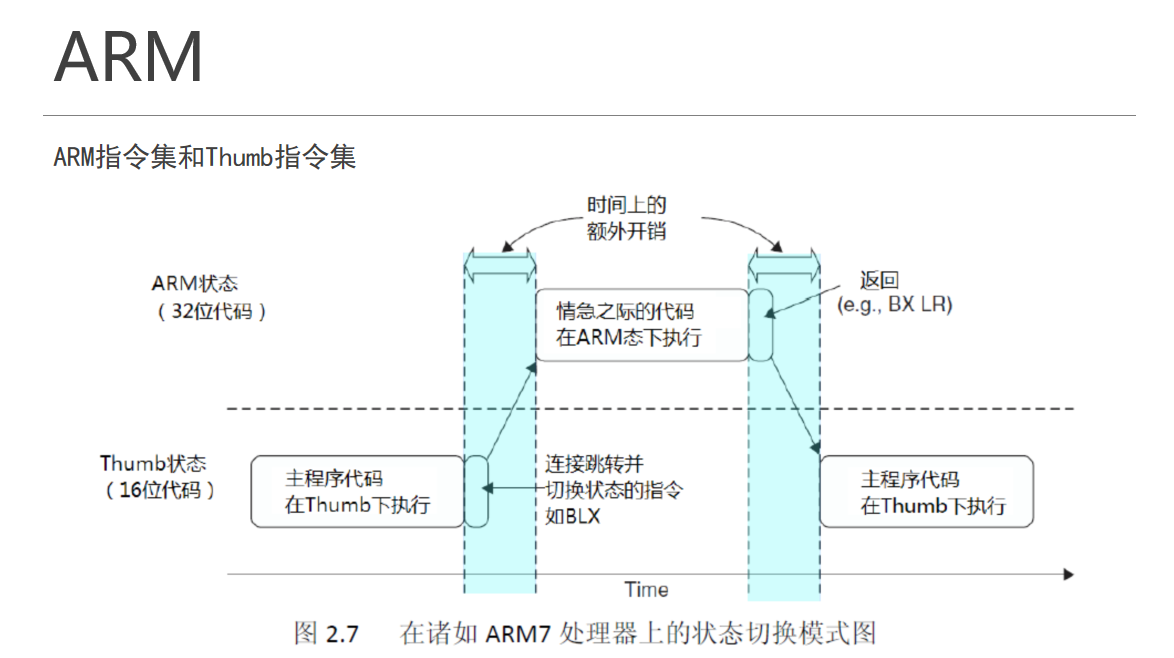 ARM
ARM指令集和Thumb指令集
时间上的
额外开销
ARM状态
（32位代码）
情急之际的代码
在ARM态下执行
返回
(e.g., BX LR)
Thumb状态
（16位代码）
主程序代码
在Thumb下执行
连接跳转并
切换状态的指令
如BLX
主程序代码
在Thumb下执行
Time
图 2.7 在诸如 ARM7 处理器上的状态切换模式图